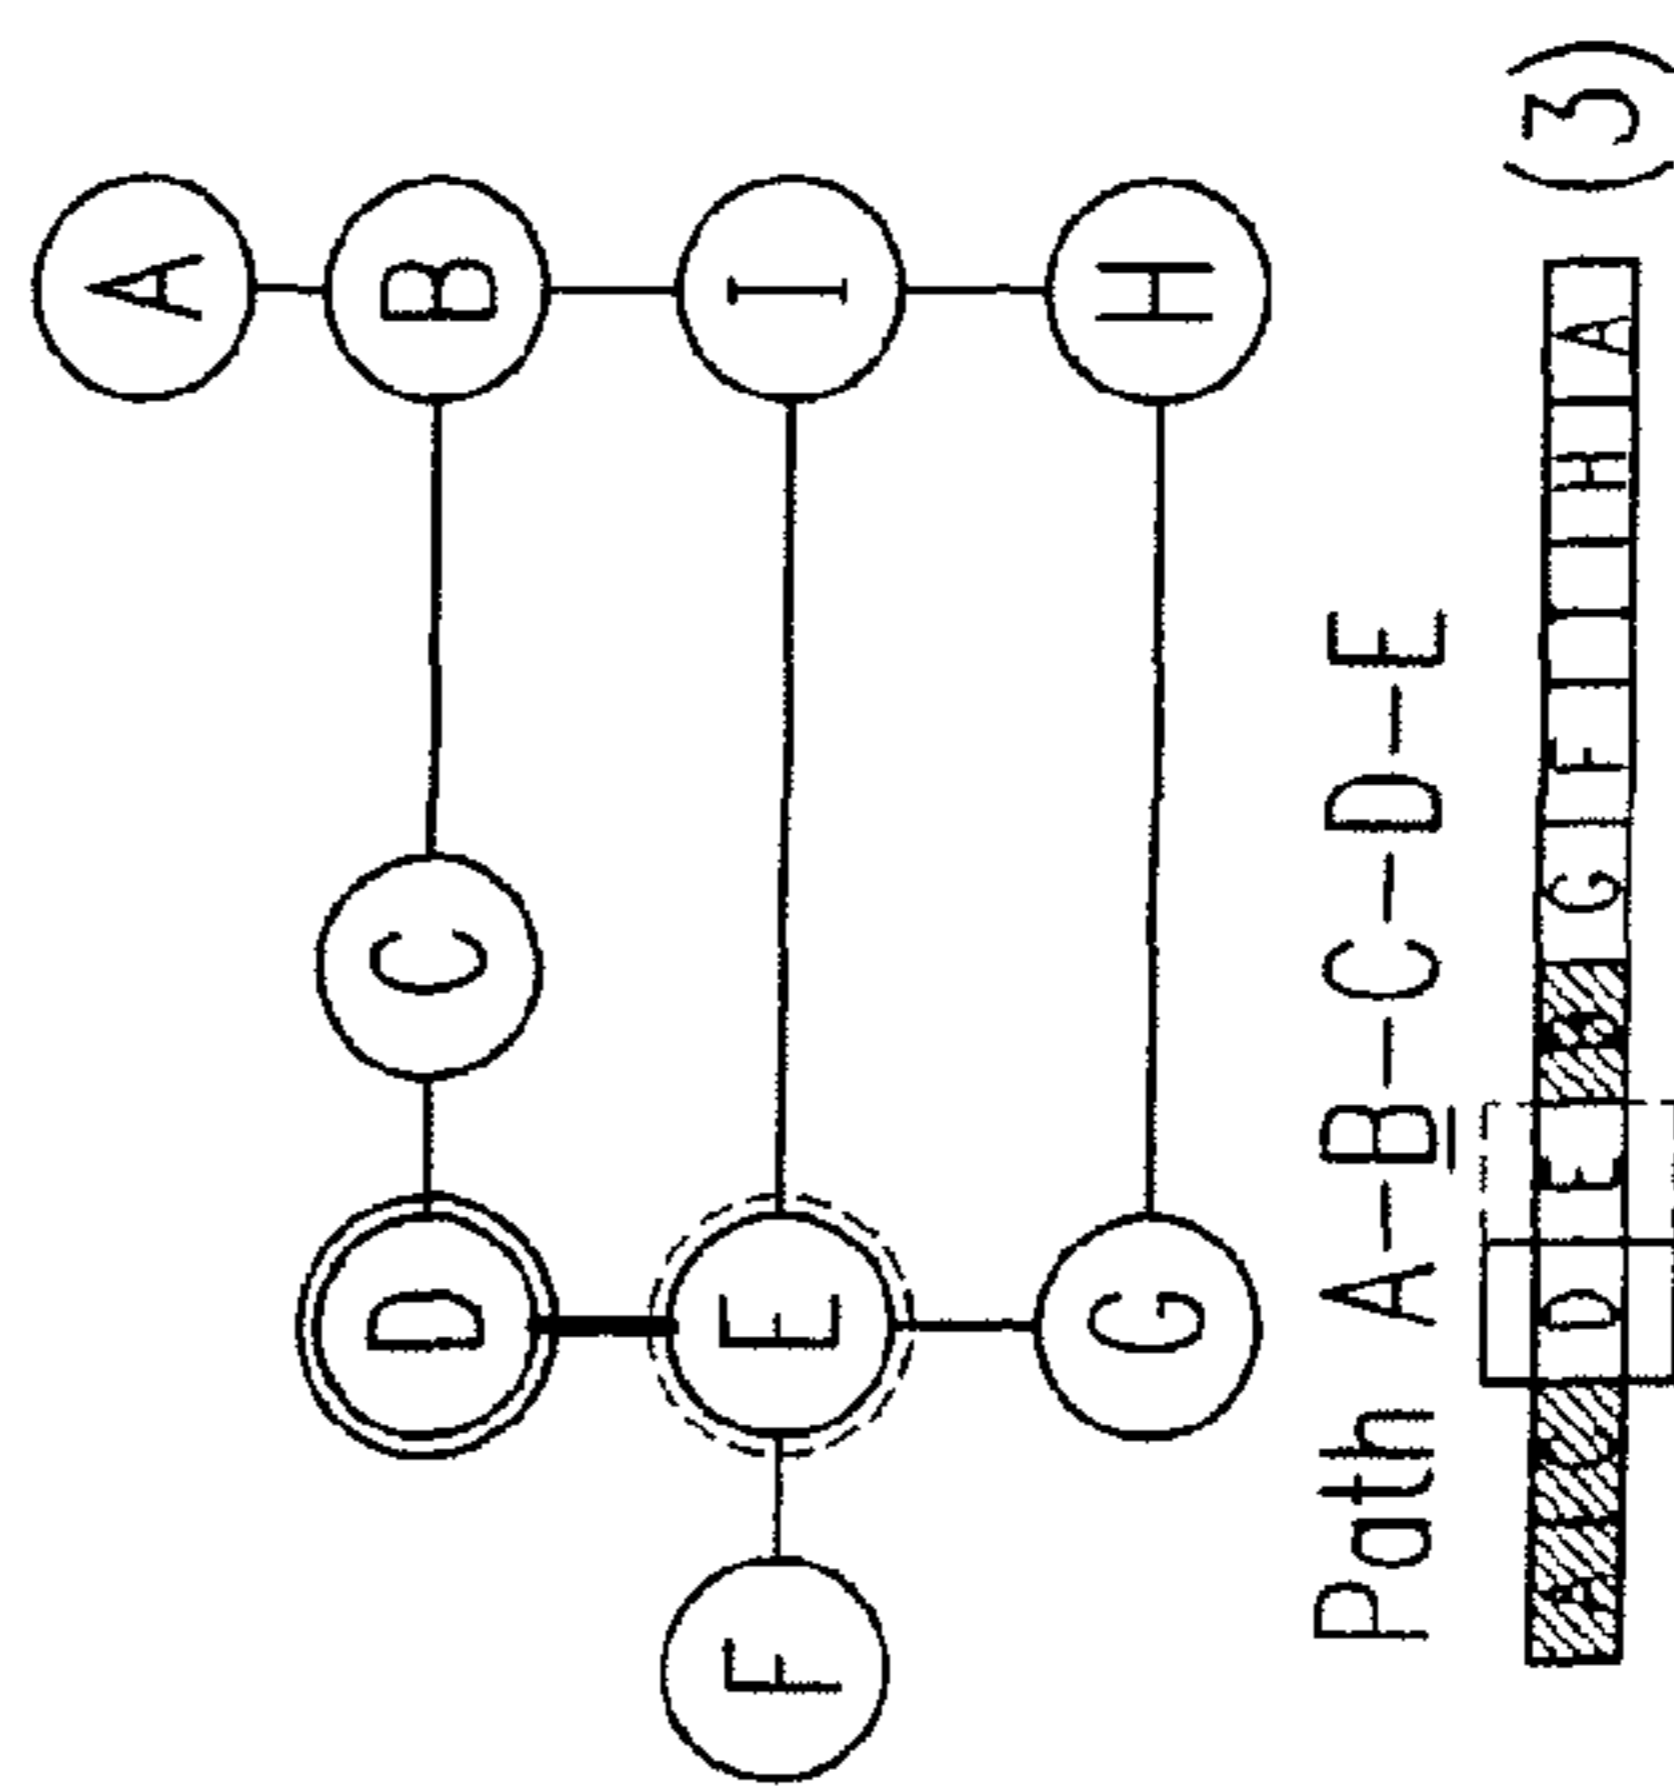 A
D C B
F E I
G H
Path A-B-C-D-E
D E G F I H A (3)